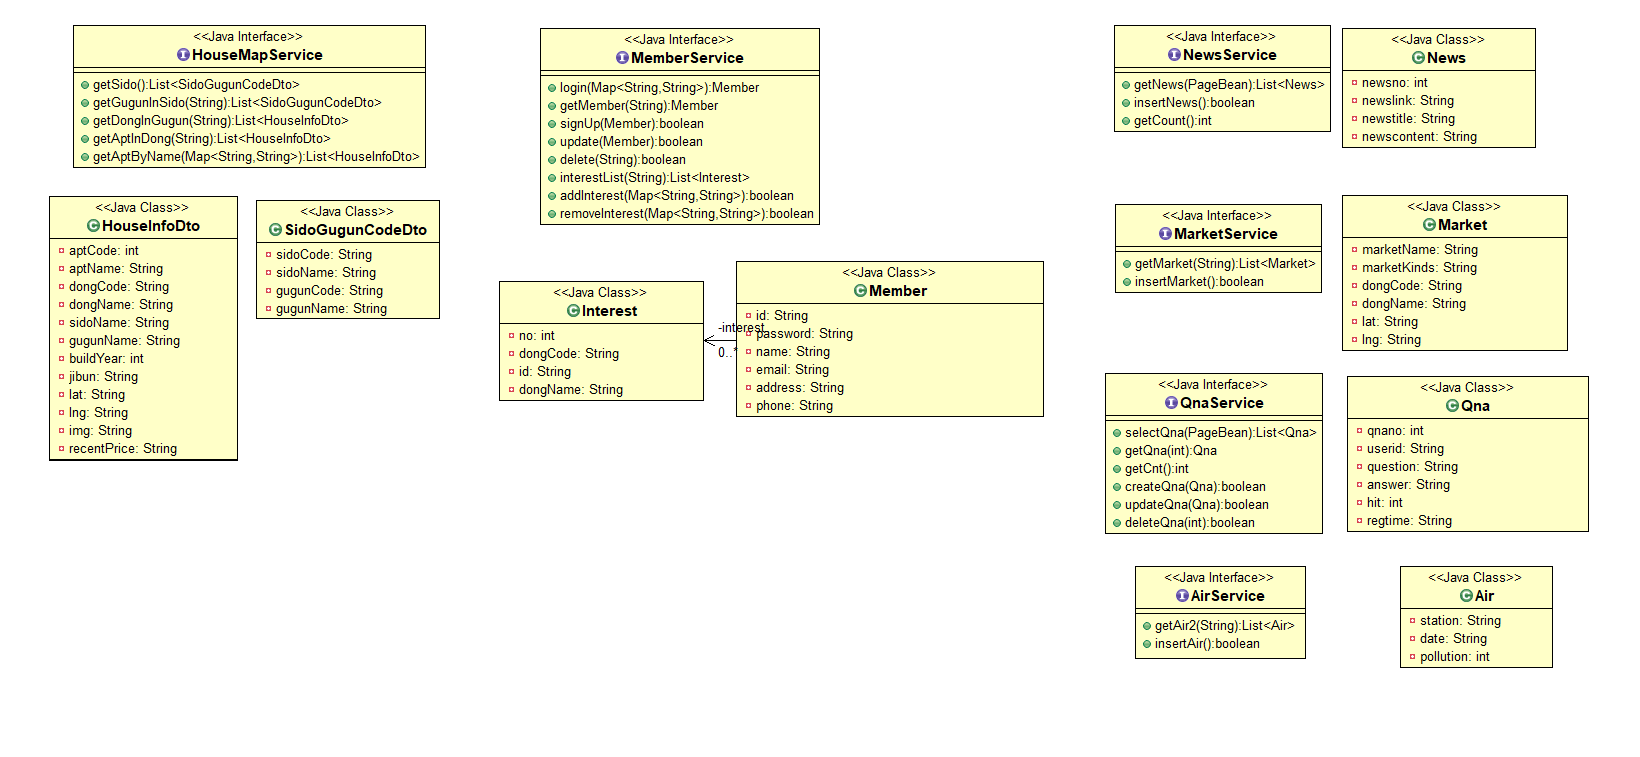 <<Java Interface>>
HouseMapService
getSido():List<SidoGugunCodeDto>
getGugunInSido(String):List<SidoGugunCodeDto>
getDongInGugun(String):List<HouseInfoDto>
getAptInDong(String):List<HouseInfoDto>
getAptByName(Map<String,String>):List<HouseInfoDto>
<<Java Class>>
HouseInfoDto
aptCode: int
aptName: String
dongCode: String
dongName: String
sidoName: String
gugunName: String
buildYear: int
jibun: String
lat: String
lng: String
img: String
recentPrice: String
<<Java Class>>
SidoGugunCodeDto
sidoCode: String
sidoName: String
gugunCode: String
gugunName: String
<<Java Interface>>
MemberService
login(Map<String,String>):Member
getMember(String):Member
signUp(Member):boolean
update(Member):boolean
delete(String):boolean
interestList(String):List<Interest>
addInterest(Map<String,String>):boolean
removeInterest(Map<String,String>):boolean
<<Java Class>>
Interest
no: int
dongCode: String
id: String
dongName: String
-interest
0..*
<<Java Class>>
Member
id: String
password: String
name: String
email: String
address: String
phone: String
<<Java Interface>>
NewsService
getNews(PageBean):List<News>
insertNews():boolean
getCount():int
<<Java Class>>
News
newsno: int
newslink: String
newstitle: String
newscontent: String
<<Java Interface>>
MarketService
getMarket(String):List<Market>
insertMarket():boolean
<<Java Class>>
Market
marketName: String
marketKinds: String
dongCode: String
dongName: String
lat: String
lng: String
<<Java Interface>>
QnaService
selectQna(PageBean):List<Qna>
getQna(int):Qna
getCnt():int
createQna(Qna):boolean
updateQna(Qna):boolean
deleteQna(int):boolean
<<Java Class>>
Qna
qnano: int
userid: String
question: String
answer: String
hit: int
regtime: String
<<Java Interface>>
AirService
getAir2(String):List<Air>
insertAir():boolean
<<Java Class>>
Air
station: String
date: String
pollution: int